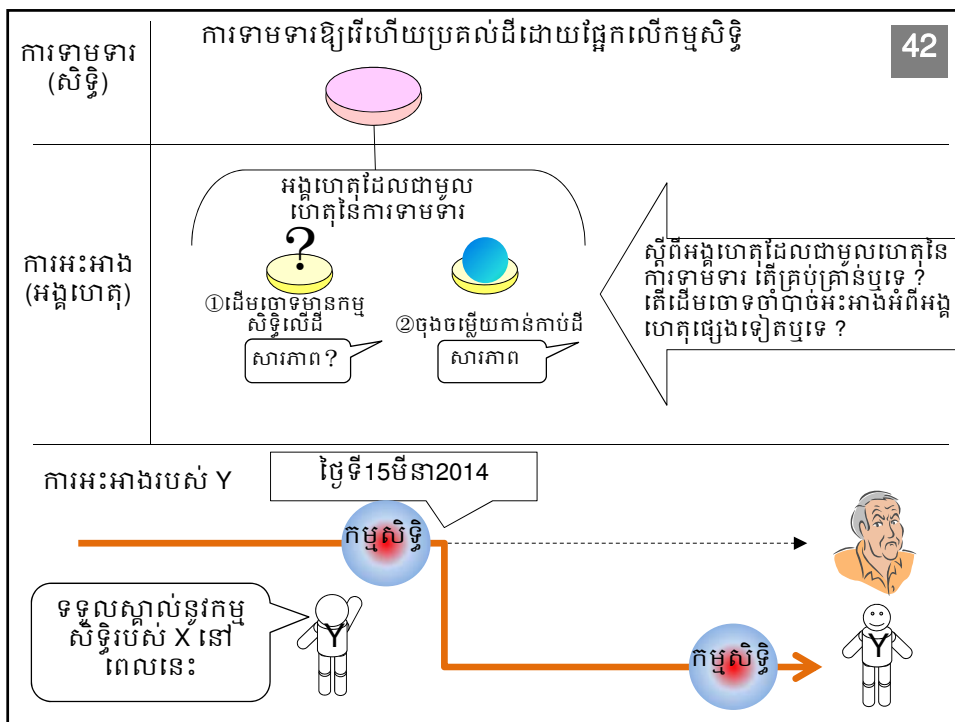 ការទាមទារ
(សិទ្ធិ)
ការទាមទារឱ្យរើហើយប្រគល់ដីដោយផ្អែកលើកម្មសិទ្ធិ
42
ការអះអាង
(អង្គហេតុ)
អង្គហេតុដែលជាមូល
ហេតុនៃការទាមទារ
?
①ដើមចោទមានកម្ម
សិទ្ធិលើដី
សារភាព?
②ចុងចម្លើយកាន់កាប់ដី
សារភាព
ស្តីពីអង្គហេតុដែលជាមូលហេតុនៃ
ការទាមទារ តើគ្រប់គ្រាន់ឬទេ ?
តើដើមចោទចាំបាច់អះអាងអំពីអង្គ
ហេតុផ្សេងទៀតឬទេ ?
ការអះអាងរបស់ Y
ថ្ងៃទី15មីនា2014
កម្មសិទ្ធិ
ទទួលស្គាល់នូវកម្ម
សិទ្ធិរបស់ X នៅ
ពេលនេះ
Y
កម្មសិទ្ធិ
Y